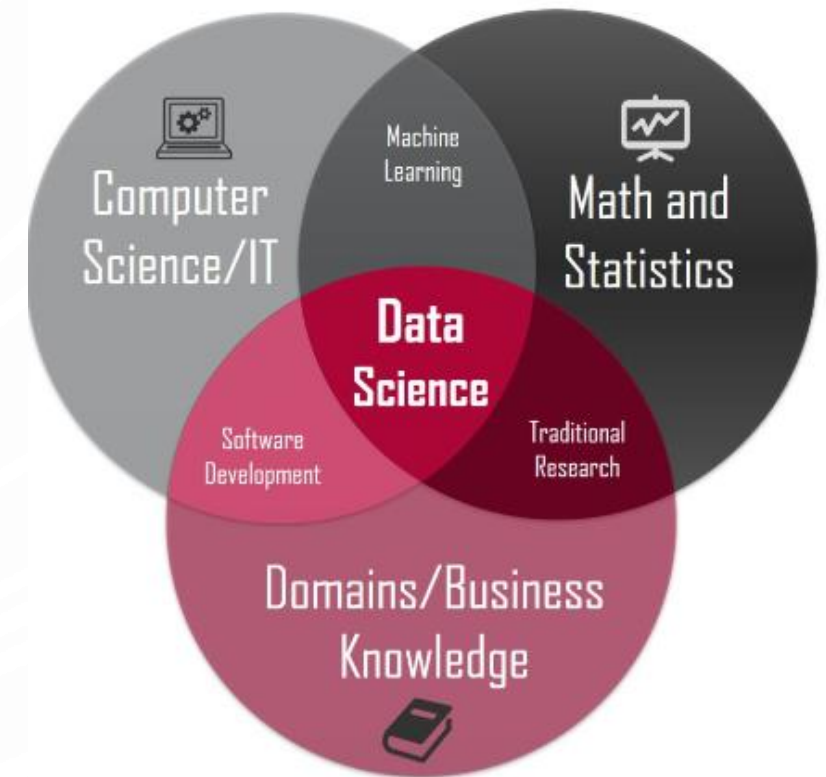 Machine
Learning
Computer
Science/IT
Math and
Statistics
Data
Science
Software
Development
Traditional
Research
Domains/Business
Knowledge